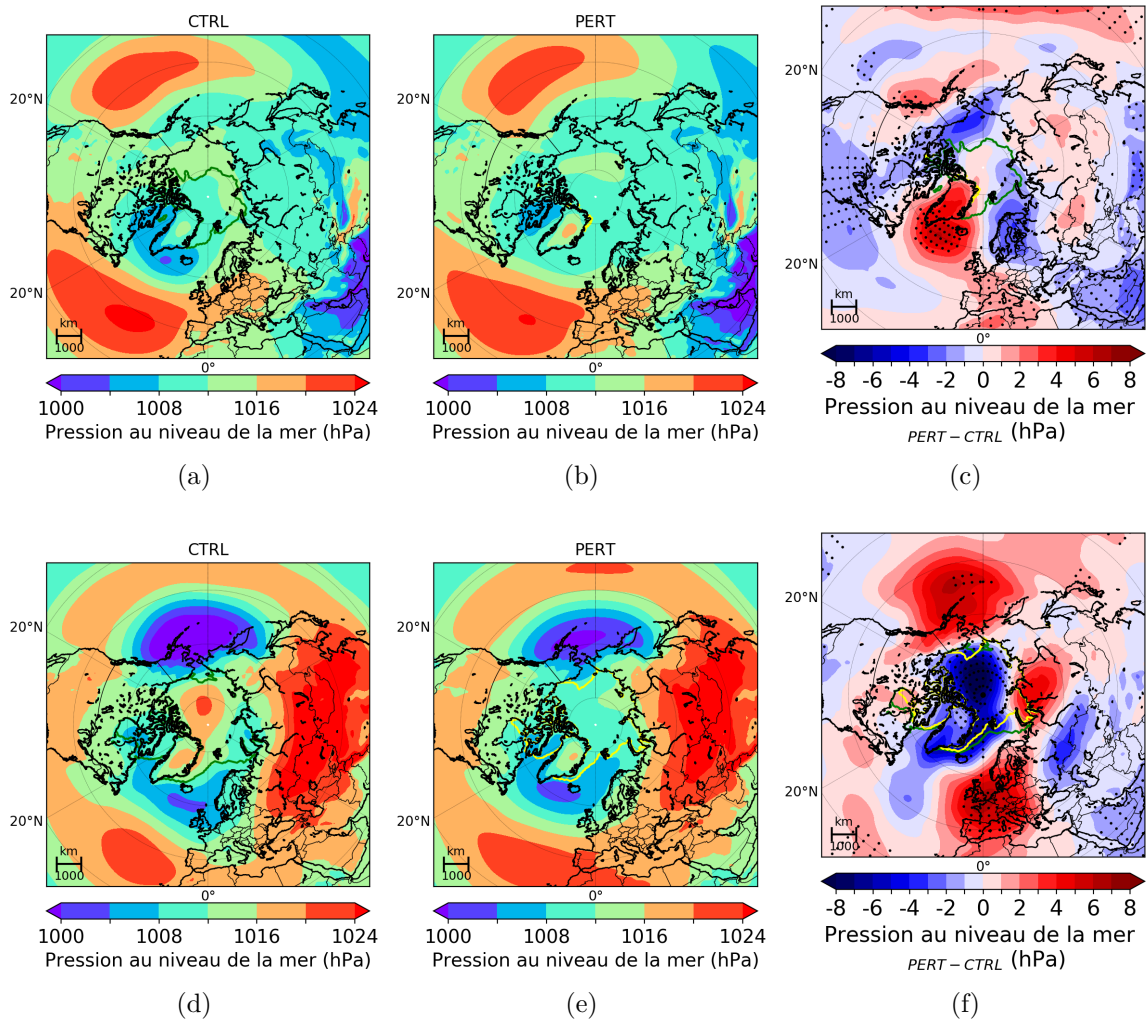 CTRL
PERT
20°N
20°N
20°N
20°N
20°N
20°N
km
1000
km
1000
km
1000
0°
0°
0°
1000 1008 1016 1024
1000 1008 1016 1024
-8 -6 -4 -2 0 2 4 6 8
Pression au niveau de la mer (hPa)
Pression au niveau de la mer (hPa)
Pression au niveau de la mer
PERT − CTRL (hPa)
(a)
(b)
(c)
CTRL
PERT
20°N
20°N
20°N
20°N
20°N
20°N
km
1000
km
1000
km
1000
0°
0°
0°
1000 1008 1016 1024
1000 1008 1016 1024
-8 -6 -4 -2 0 2 4 6 8
Pression au niveau de la mer (hPa)
Pression au niveau de la mer (hPa)
Pression au niveau de la mer
PERT − CTRL (hPa)
(d)
(e)
(f)